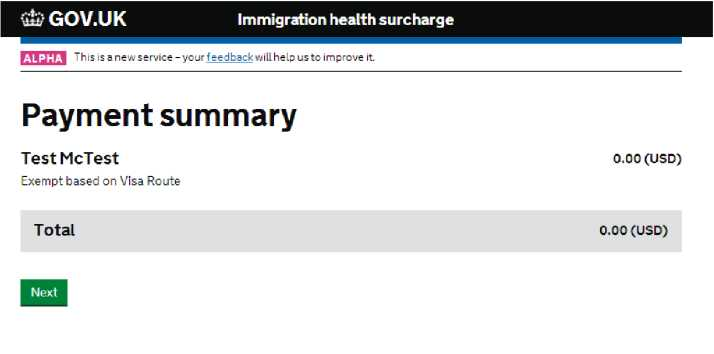 GOV.UK Immigration health surcharge
ALPHA This is a new service – your feedback will help us to improve it.
Payment summary
Test McTest 0.00 (USD)
Exempt based on Visa Route
Total 0.00 (USD)
Next